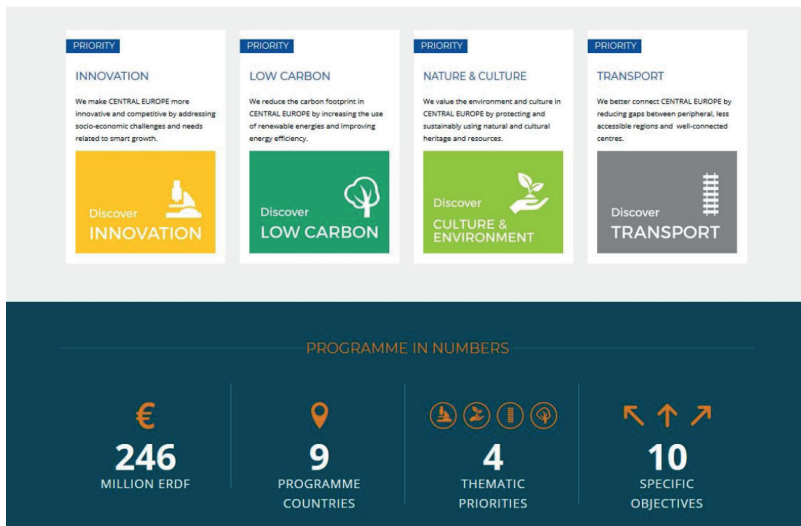 PRIORITY
INNOVATION
We make CENTRAL EUROPE more
innovative and competitive by addressing
socio-economic challenges and needs
related to smart growth.
Discover
INNOVATION
PRIORITY
LOW CARBON
We reduce the carbon footprint in
CENTRAL EUROPE by increasing the use
of renewable energies and improving
energy efficiency.
Discover
LOW CARBON
PRIORITY
NATURE & CULTURE
We value the environment and culture in
CENTRAL EUROPE by protecting and
sustainably using natural and cultural
heritage and resources.
Discover
CULTURE &
ENVIRONMENT
PRIORITY
TRANSPORT
We better connect CENTRAL EUROPE by
reducing gaps between peripheral, less
accessible regions and well-connected
centres.
Discover
TRANSPORT
PROGRAMME IN NUMBERS
€
246
MILLION ERDF
9
PROGRAMME
COUNTRIES
4
THEMATIC
PRIORITIES
10
SPECIFIC
OBJECTIVES